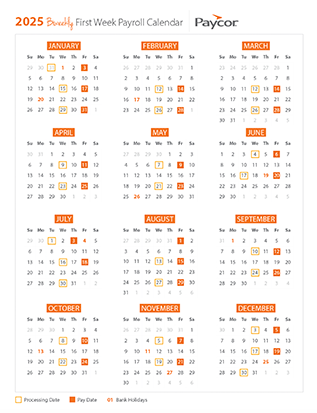 2025 Biweekly First Week Payroll Calendar Paycor
JANUARY
Su Mo Tu We Th Fr Sa
29 30 31 1 2 3 4
5 6 7 8 9 10 11
12 13 14 15 16 17 18
19 20 21 22 23 24 25
26 27 28 29 30 31 1
FEBRUARY
Su Mo Tu We Th Fr Sa
26 27 28 29 30 31 1
2 3 4 5 6 7 8
9 10 11 12 13 14 15
16 17 18 19 20 21 22
23 24 25 26 27 28 1
MARCH
Su Mo Tu We Th Fr Sa
23 24 25 26 27 28 1
2 3 4 5 6 7 8
9 10 11 12 13 14 15
16 17 18 19 20 21 22
23 24 25 26 27 28 29
30 31 1 2 3 4 5
APRIL
Su Mo Tu We Th Fr Sa
30 31 1 2 3 4 5
6 7 8 9 10 11 12
13 14 15 16 17 18 19
20 21 22 23 24 25 26
27 28 29 30 1 2 3
MAY
Su Mo Tu We Th Fr Sa
27 28 29 30 1 2 3
4 5 6 7 8 9 10
11 12 13 14 15 16 17
18 19 20 21 22 23 24
25 26 27 28 29 30 31
JUNE
Su Mo Tu We Th Fr Sa
1 2 3 4 5 6 7
8 9 10 11 12 13 14
15 16 17 18 19 20 21
22 23 24 25 26 27 28
29 30 1 2 3 4 5
JULY
Su Mo Tu We Th Fr Sa
29 30 1 2 3 4 5
6 7 8 9 10 11 12
13 14 15 16 17 18 19
20 21 22 23 24 25 26
27 28 29 30 31 1 2
AUGUST
Su Mo Tu We Th Fr Sa
27 28 29 30 31 1 2
3 4 5 6 7 8 9
10 11 12 13 14 15 16
17 18 19 20 21 22 23
24 25 26 27 28 29 30
31 1 2 3 4 5 6
SEPTEMBER
Su Mo Tu We Th Fr Sa
31 1 2 3 4 5 6
7 8 9 10 11 12 13
14 15 16 17 18 19 20
21 22 23 24 25 26 27
28 29 30 1 2 3 4
OCTOBER
Su Mo Tu We Th Fr Sa
28 29 30 1 2 3 4
5 6 7 8 9 10 11
12 13 14 15 16 17 18
19 20 21 22 23 24 25
26 27 28 29 30 31 1
NOVEMBER
Su Mo Tu We Th Fr Sa
26 27 28 29 30 31 1
2 3 4 5 6 7 8
9 10 11 12 13 14 15
16 17 18 19 20 21 22
23 24 25 26 27 28 29
30 1 2 3 4 5 6
DECEMBER
Su Mo Tu We Th Fr Sa
30 1 2 3 4 5 6
7 8 9 10 11 12 13
14 15 16 17 18 19 20
21 22 23 24 25 26 27
28 29 30 31 1 2 3
Processing Date Pay Date 01 Bank Holidays